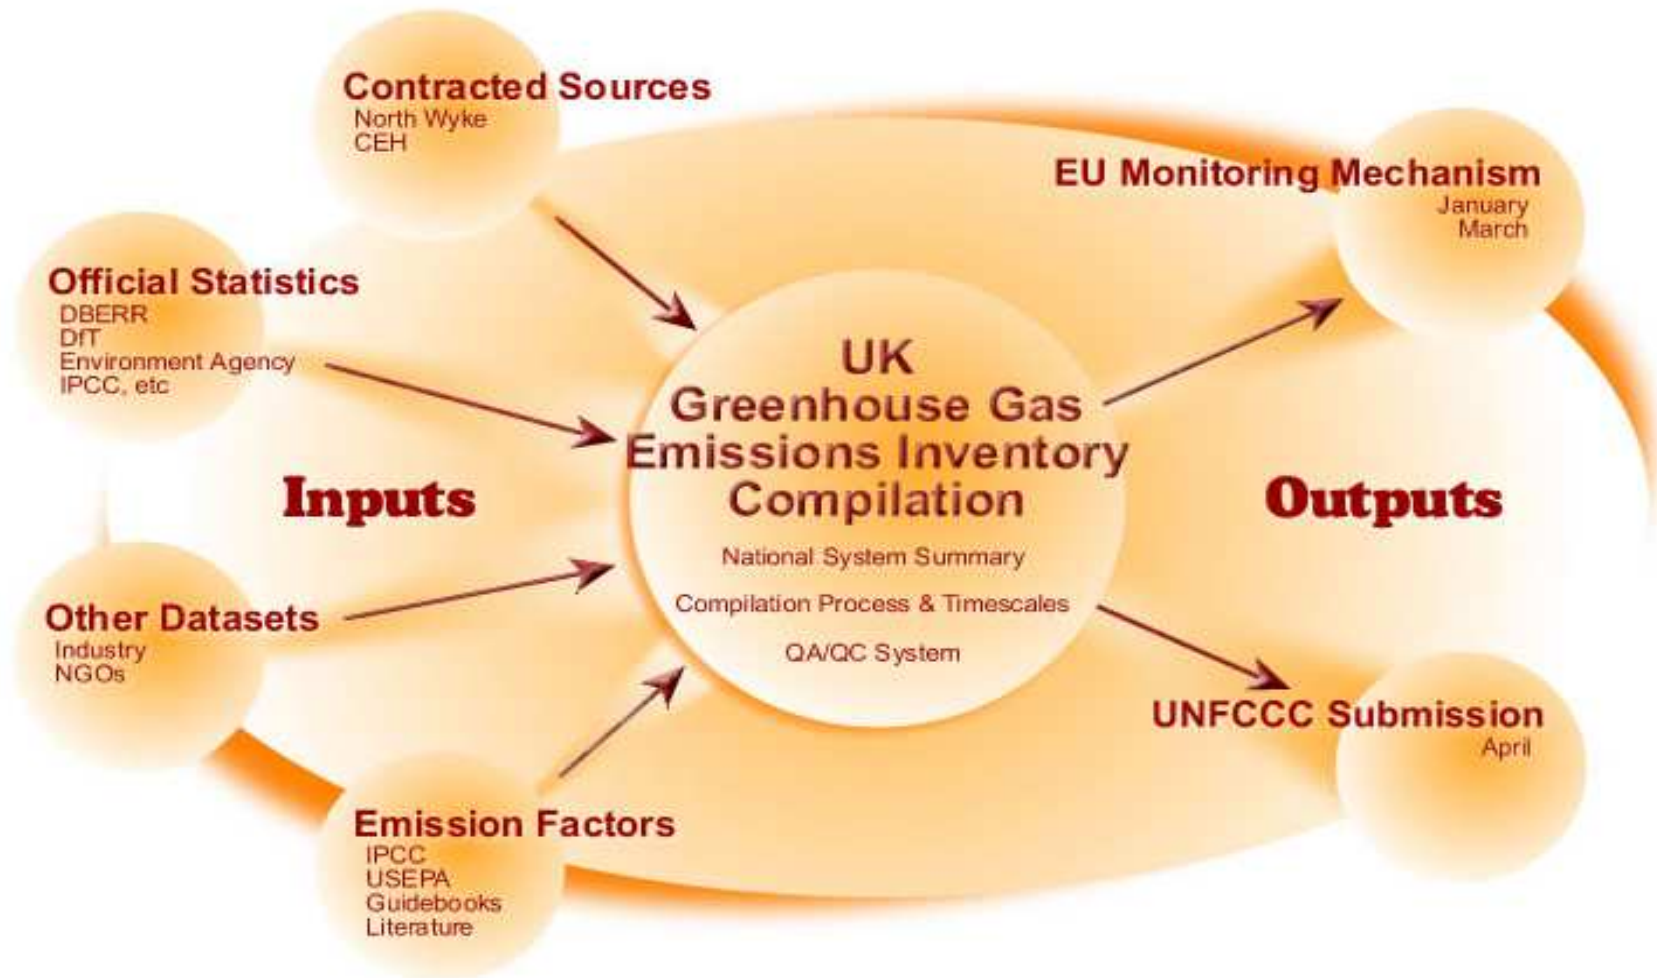 Contracted Sources
North Wyke
CEH
EU Monitoring Mechanism
January
March
Official Statistics
DBERR
DfT
Environment Agency
IPCC, etc
UK
Greenhouse Gas
Emissions Inventory
Compilation
National System Summary
Compilation Process & Timescales
QA/QC System
Inputs
Outputs
Other Datasets
Industry
NGOs
UNFCCC Submission
April
Emission Factors
IPCC
USEPA
Guidebooks
Literature